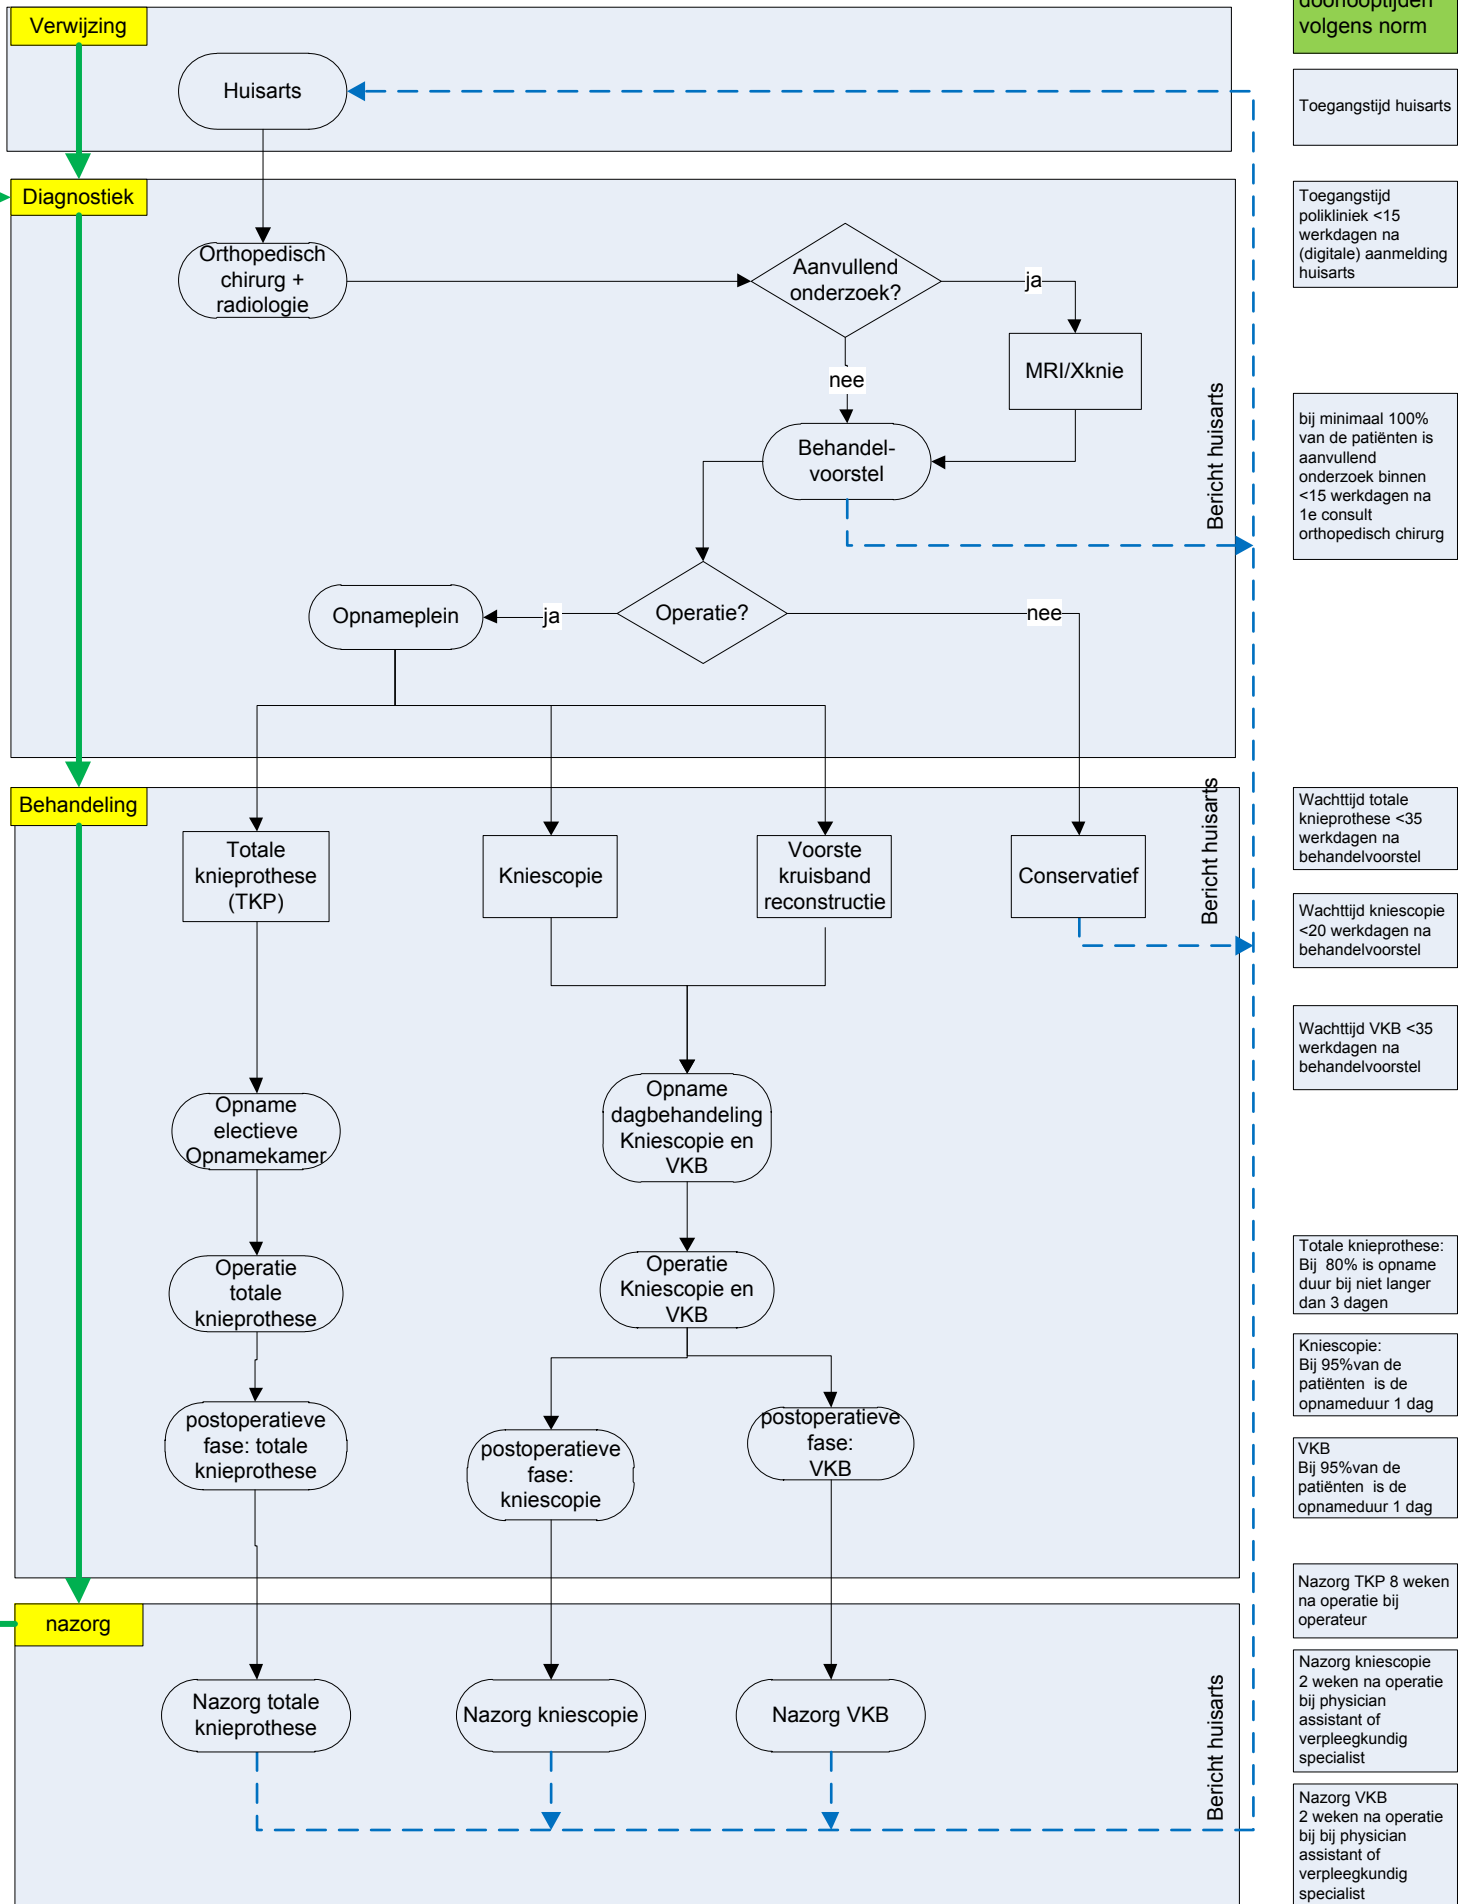 doorlooptijden
volgens norm
Verwijzing
Huisarts
Toegangstijd huisarts
Diagnostiek
Orthopedisch
chirurg +
radiologie
Aanvullend
onderzoek?
ja
nee
MRI/Xknie
Behandel-
voorstel
Bericht huisarts
Operatie?
ja
nee
Opnameplein
Toegangstijd
polikliniek <15
werkdagen na
(digitale) aanmelding
huisarts
bij minimaal 100%
van de patiënten is
aanvullend
onderzoek binnen
<15 werkdagen na
1e consult
orthopedisch chirurg
Behandeling
Totale
knieprothese
(TKP)
Kniescopie
Voorste
kruisband
reconstructie
Conservatief
Bericht huisarts
Opname
electieve
Opnamekamer
Opname
dagbehandeling
Kniescopie en
VKB
Operatie
totale
knieprothese
Operatie
Kniescopie en
VKB
postoperatieve
fase: totale
knieprothese
postoperatieve
fase:
kniescopie
postoperatieve
fase:
VKB
Wachttijd totale
knieprothese <35
werkdagen na
behandelvoorstel
Wachttijd kniescopie
<20 werkdagen na
behandelvoorstel
Wachttijd VKB <35
werkdagen na
behandelvoorstel
Totale knieprothese:
Bij 80% is opname
duur bij niet langer
dan 3 dagen
Kniescopie:
Bij 95%van de
patiënten is de
opnameduur 1 dag
VKB
Bij 95%van de
patiënten is de
opnameduur 1 dag
nazorg
Nazorg totale
knieprothese
Nazorg kniescopie
Nazorg VKB
Bericht huisarts
Nazorg TKP 8 weken
na operatie bij
operateur
Nazorg kniescopie
2 weken na operatie
bij physician
assistant of
verpleegkundig
specialist
Nazorg VKB
2 weken na operatie
bij bij physician
assistant of
verpleegkundig
specialist